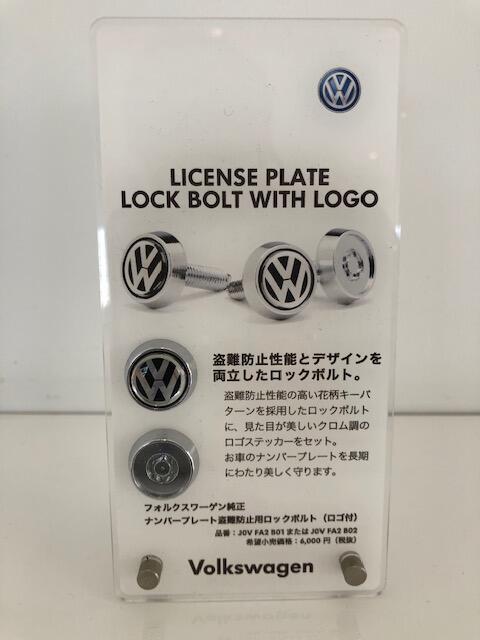 LICENSE PLATE
LOCK BOLT WITH LOGO
盗難防止性能とデザインを
両立したロックボルト。
盗難防止性能の高い花柄キーパ
ターンを採用したロックボルト
に、見た目が美しいクロム調の
ロゴステッカーをセット。
お車のナンバープレートを長期
にわたり美しく守ります。
フォルクスワーゲン純正
ナンバープレート盗難防止用ロックボルト（ロゴ付）
品番：J0V FA2 B01 または J0V FA2 B02
希望小売価格：6,000 円（税抜）
Volkswagen